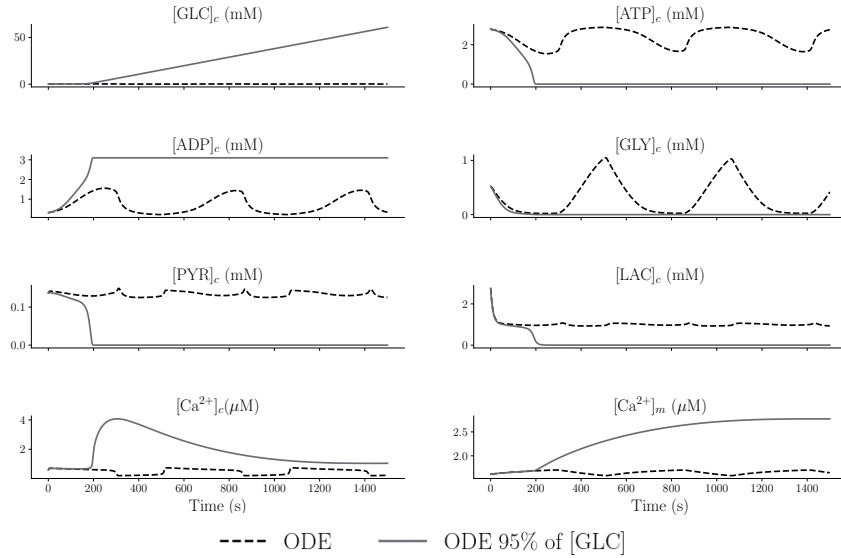 [GLC]c (mM)
50
0
[ATP]c (mM)
2
0
[ADP]c (mM)
3
2
1
[GLY]c (mM)
1
0
[PYR]c (mM)
0.1
0.0
[LAC]c (mM)
2
0
[Ca2+]c(μM)
4
2
0 200 400 600 800 1000 1200 1400
Time (s)
[Ca2+]m (μM)
2.5
2.0
0 200 400 600 800 1000 1200 1400
Time (s)
ODE
ODE 95% of [GLC]